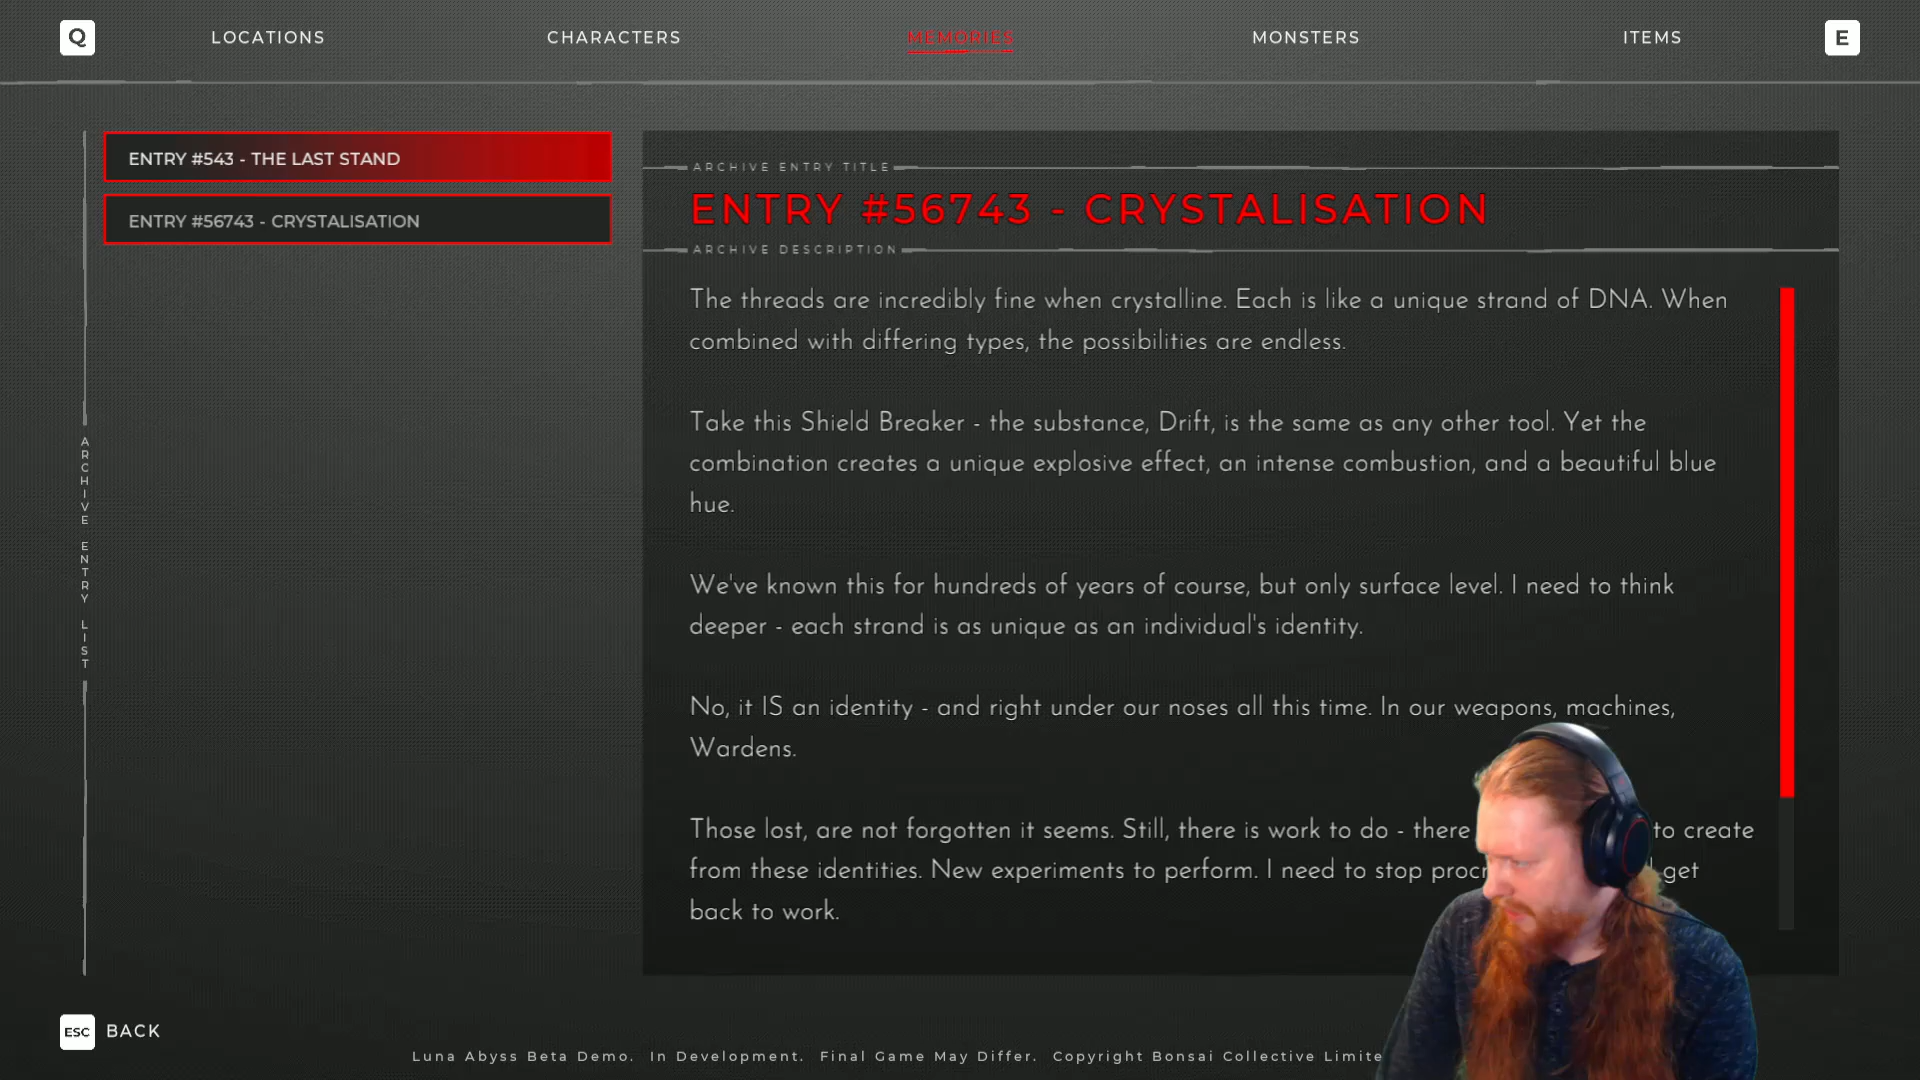 Q
LOCATIONS
CHARACTERS
MEMORIES
MONSTERS
ITEMS
E
ENTRY #543 - THE LAST STAND
ENTRY #56743 - CRYSTALISATION
ARCHIVE ENTRY LIST
ARCHIVE ENTRY TITLE
ENTRY #56743 - CRYSTALISATION
ARCHIVE DESCRIPTION
The threads are incredibly fine when crystalline. Each is like a unique strand of DNA. When
combined with differing types, the possibilities are endless.
Take this Shield Breaker - the substance, Drift, is the same as any other tool. Yet the
combination creates a unique explosive effect, an intense combustion, and a beautiful blue
hue.
We've known this for hundreds of years of course, but only surface level. I need to think
deeper - each strand is as unique as an individual's identity.
No, it IS an identity - and right under our noses all this time. In our weapons, machines,
Wardens.
Those lost, are not forgotten it seems. Still, there is work to do - there to create
from these identities. New experiments to perform. I need to stop get
back to work.
ESC BACK
Luna Abyss Beta Demo. In Development. Final Game May Differ. Copyright Bonsai Collective